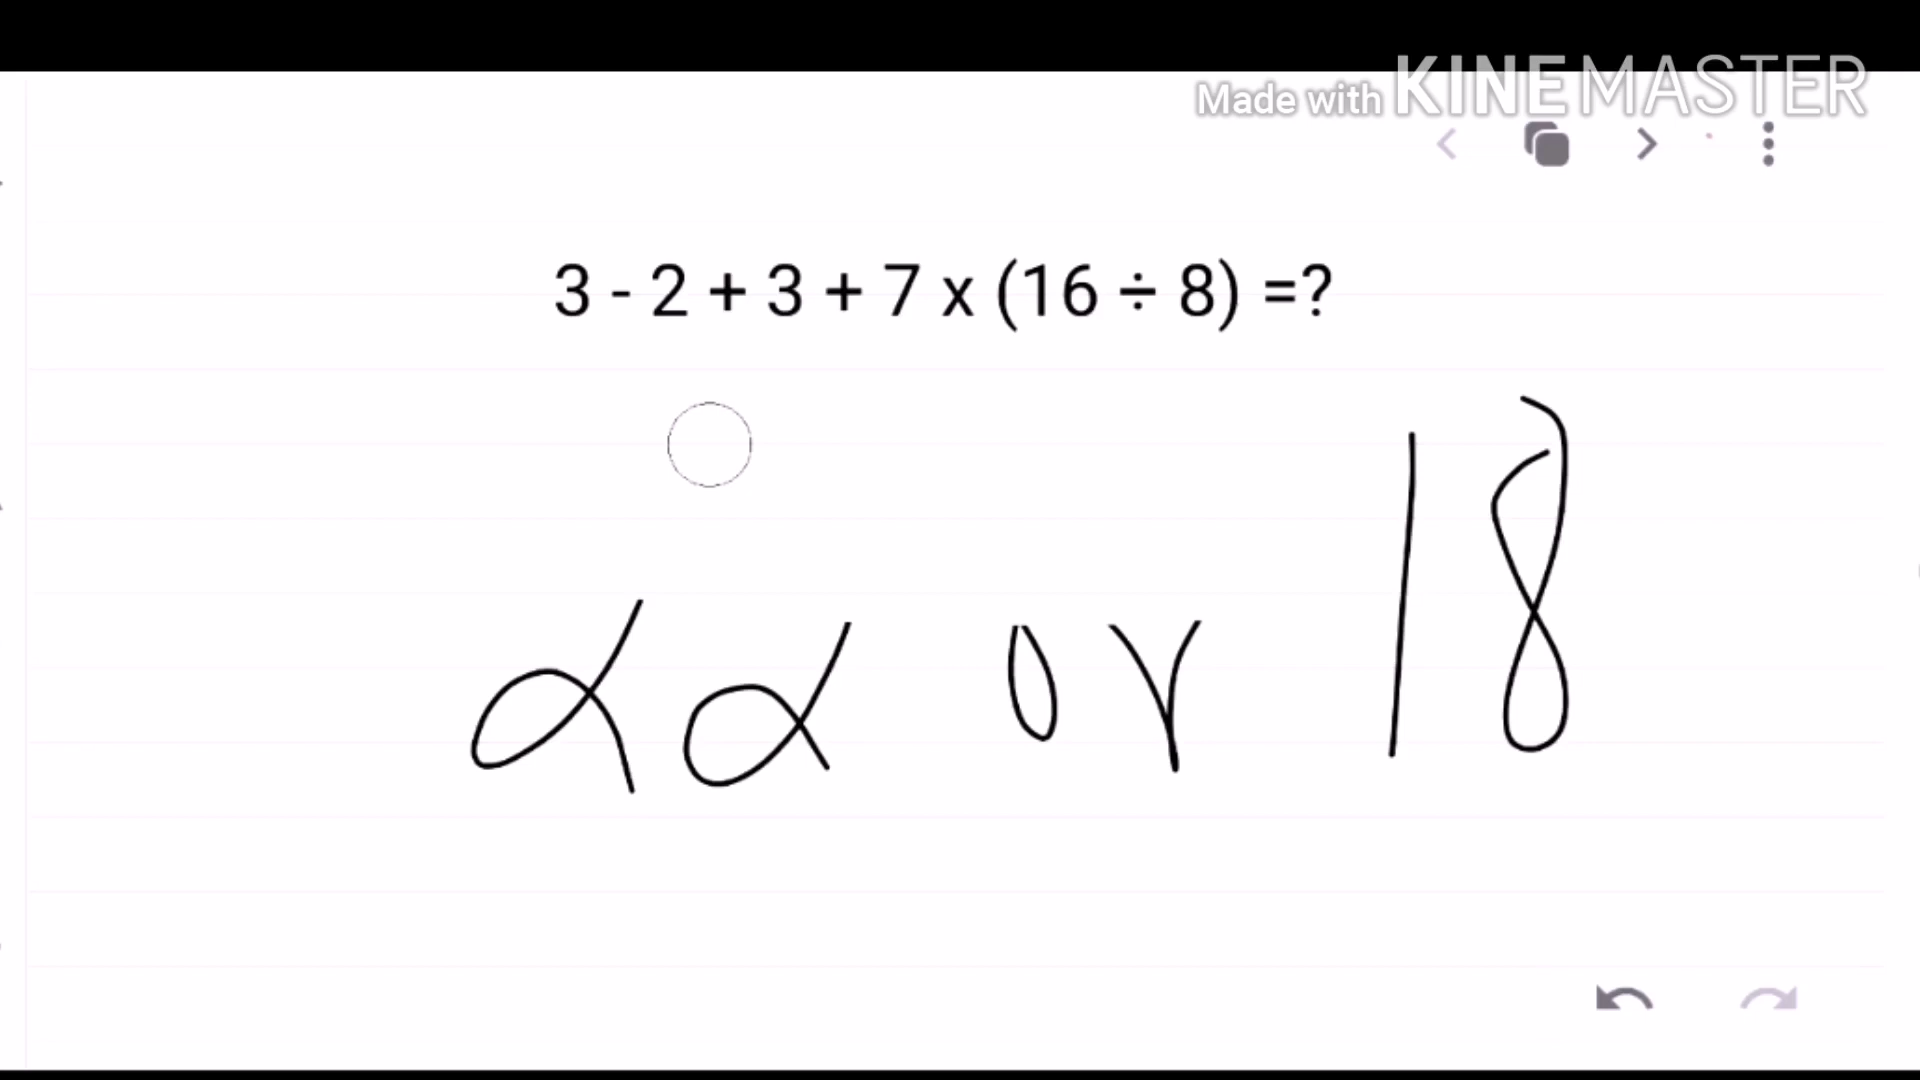 Made with KINEMASTER
3 - 2 + 3 + 7 x (16 ÷ 8) =?
22 or 18